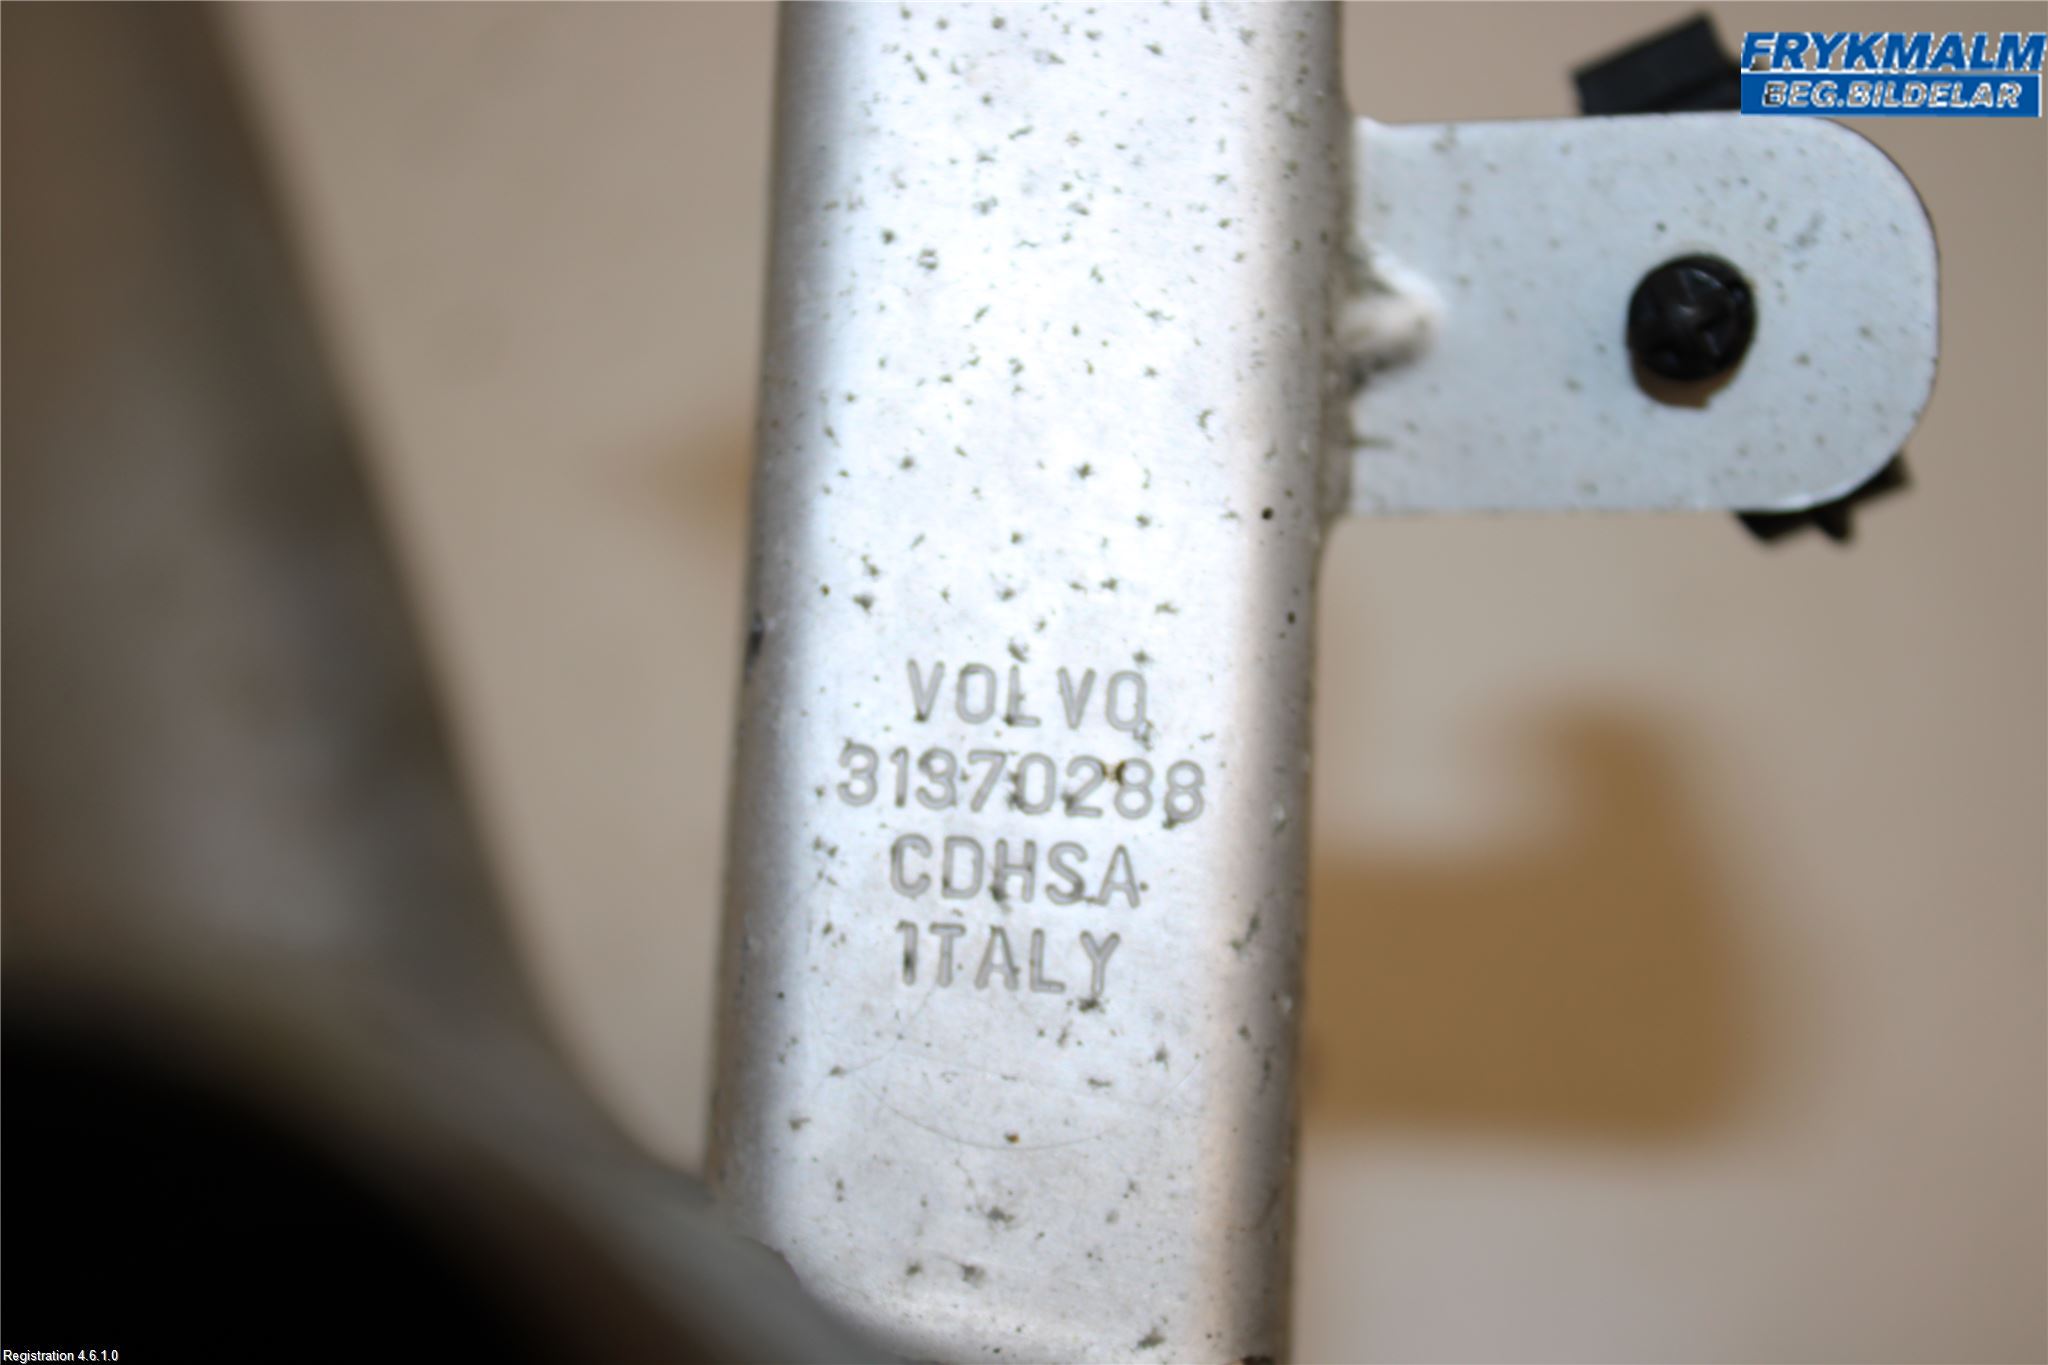 FRYKMALM
BEG.BILDELAR
VOLVO
31370288
CDHSA
ITALY
Registration 4.6.1.0